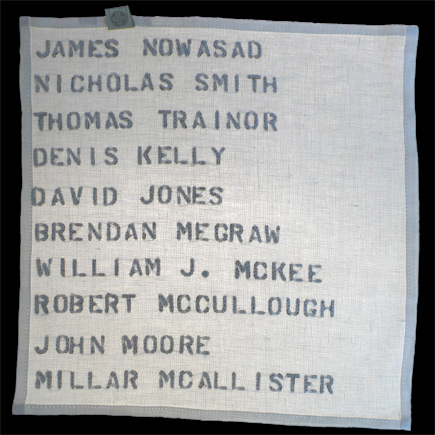 JAMES NOWASAD
NICHOLAS SMITH
THOMAS TRAINOR
DENIS KELLY
DAVID JONES
BRENDAN MEGRAW
WILLIAM J. MCKEE
ROBERT MCCULLOUGH
JOHN MOORE
MILLAR MCALLISTER